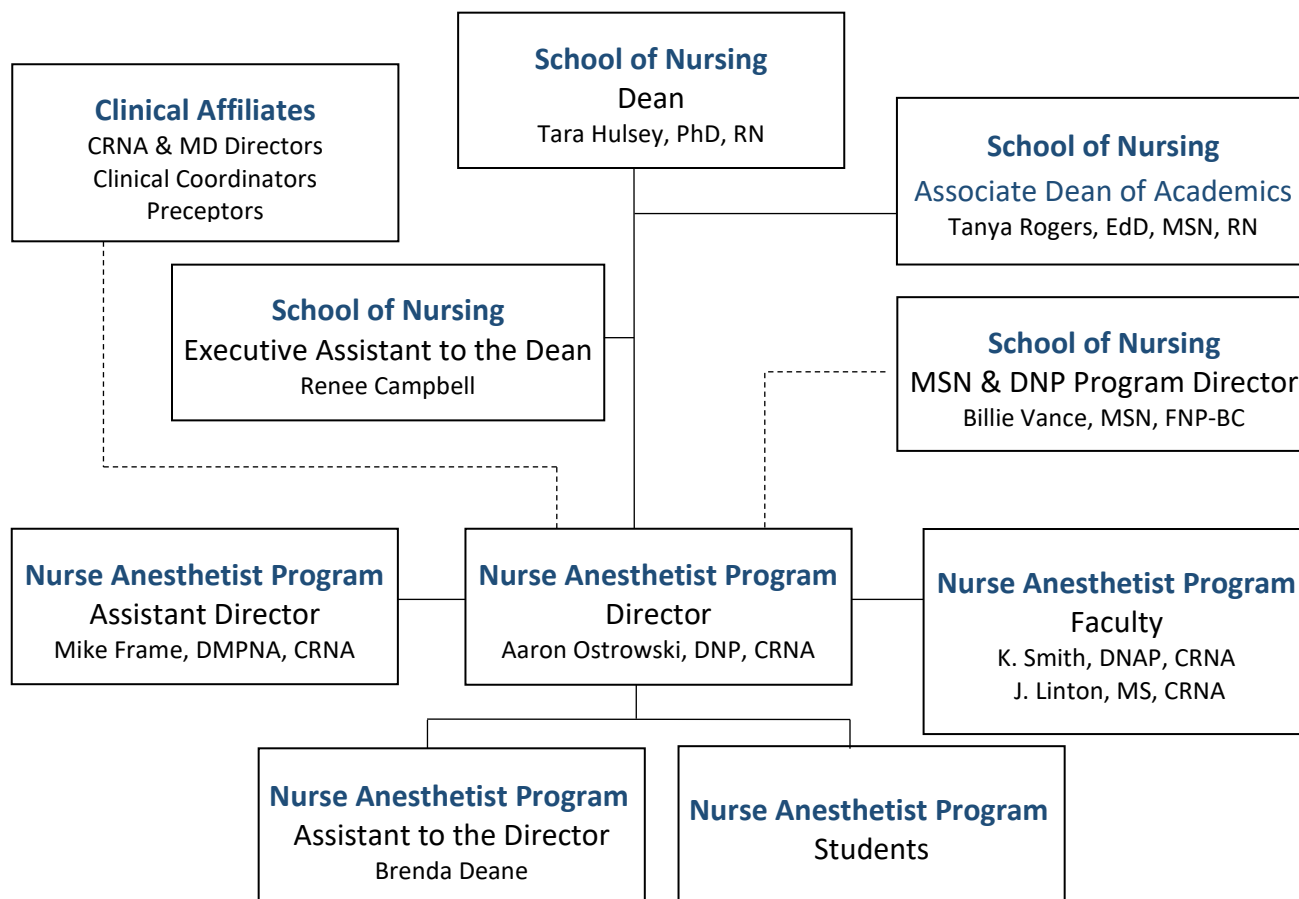 School of Nursing
Dean
Tara Hulsey, PhD, RN
Clinical Affiliates
CRNA & MD Directors
Clinical Coordinators
Preceptors
School of Nursing
Associate Dean of Academics
Tanya Rogers, EdD, MSN, RN
School of Nursing
Executive Assistant to the Dean
Renee Campbell
School of Nursing
MSN & DNP Program Director
Billie Vance, MSN, FNP-BC
Nurse Anesthetist Program
Assistant Director
Mike Frame, DMPNA, CRNA
Nurse Anesthetist Program
Director
Aaron Ostrowski, DNP, CRNA
Nurse Anesthetist Program
Faculty
K. Smith, DNAP, CRNA
J. Linton, MS, CRNA
Nurse Anesthetist Program
Assistant to the Director
Brenda Deane
Nurse Anesthetist Program
Students